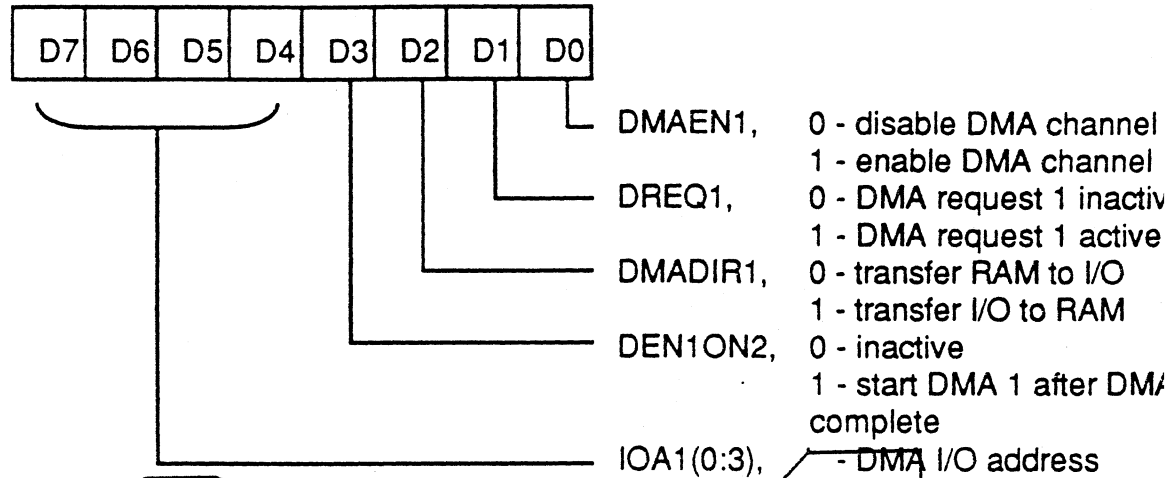 D7 D6 D5 D4 D3 D2 D1 D0
DMAEN1, 0 - disable DMA channel
1 - enable DMA channel
DREQ1, 0 - DMA request 1 inactiv
1 - DMA request 1 active
DMADIR1, 0 - transfer RAM to I/O
1 - transfer I/O to RAM
DEN1ON2, 0 - inactive
1 - start DMA 1 after DMA
complete
IOA1(0:3), - DMA I/O address